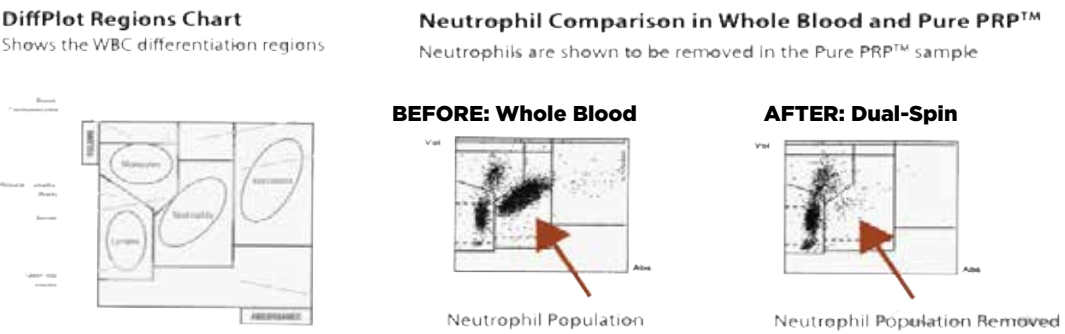 DiffPlot Regions Chart
Shows the WBC differentiation regions
Neutrophil Comparison in Whole Blood and Pure PRP™
Neutrophils are shown to be removed in the Pure PRP™ sample
BEFORE: Whole Blood
AFTER: Dual-Spin
Monocytes
Neutrophils
Lymphs
VOLUME
ABSORBANCE
Vol
Abs
Vol
Abs
Neutrophil Population
Neutrophil Population Removed